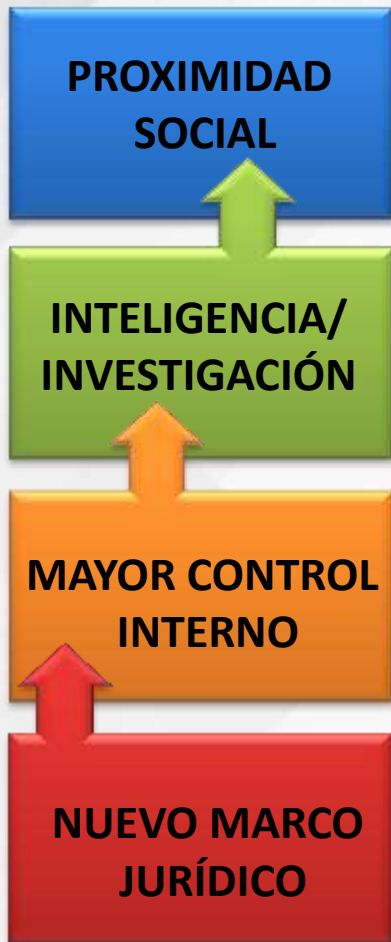 PROXIMIDAD
SOCIAL
INTELIGENCIA/
INVESTIGACIÓN
MAYOR CONTROL
INTERNO
NUEVO MARCO
JURÍDICO